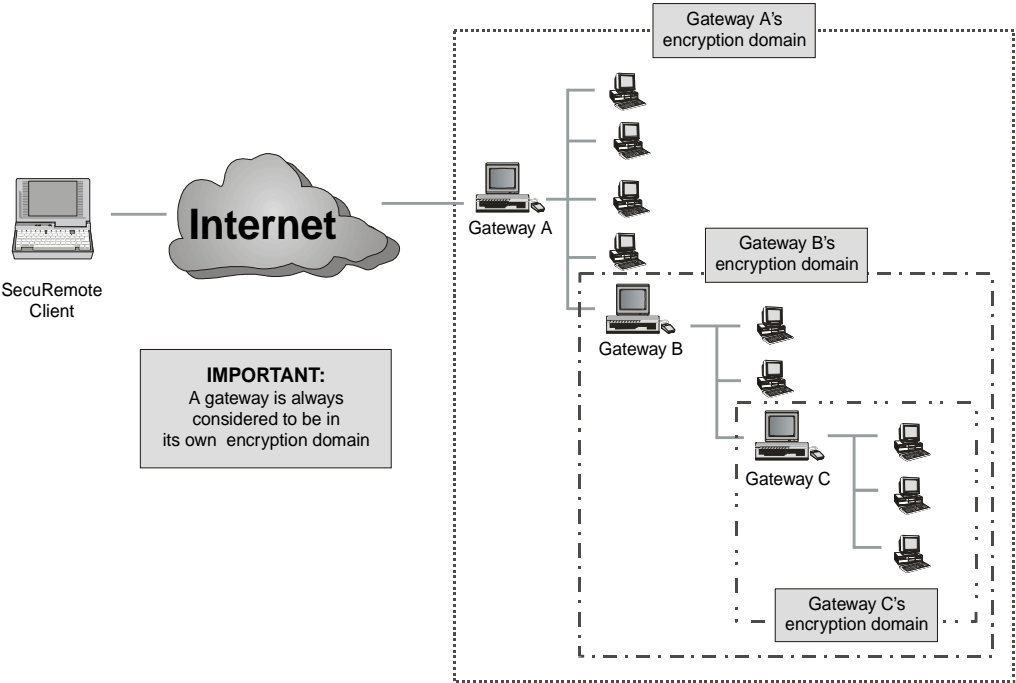 Gateway A's
encryption domain
Internet
Gateway A
SecuRemote
Client
Gateway B's
encryption domain
Gateway B
IMPORTANT:
A gateway is always
considered to be in
its own encryption domain
Gateway C
Gateway C's
encryption domain